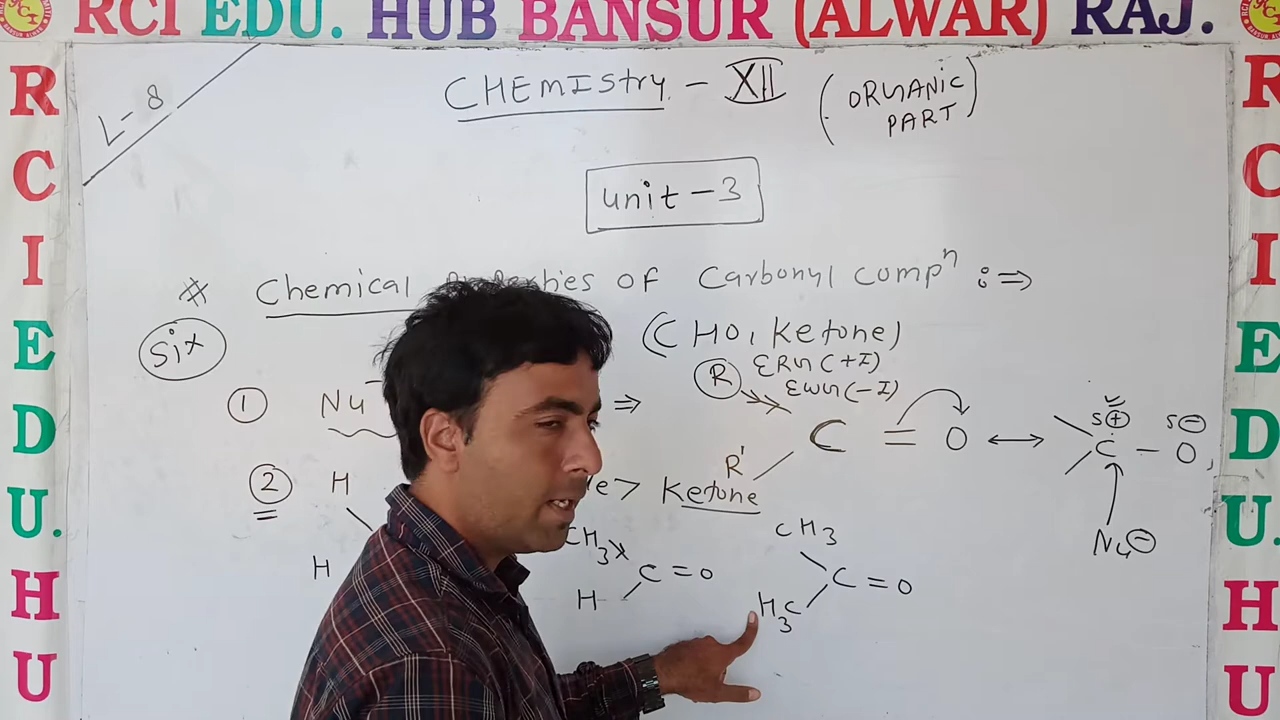 RCI EDU. HUB BANSUR (ALWAR) RAJ.
R C I E D U. H U
L-8
CHEMIstry - XII (ORGANIC PART)
Unit-3
* Chemical Properties OF Carbonyl compⁿ :⇒
(CHO, Ketone)
Six
① Nu ⇒
R ERG (+I)
EWG (-I)
R' C = O ↔ C - O
δ⊕ δ⊖
② H > Ketone
Nu⊖
H
CH3
H C=O
CH3
H3C C=O
R C I E D U. H U